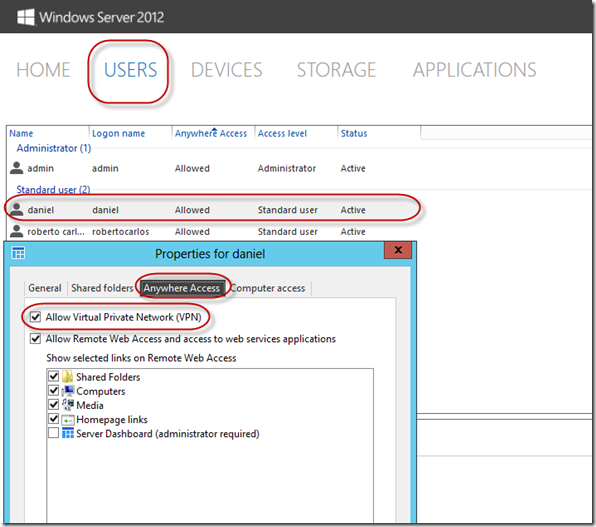 Windows Server 2012
HOME USERS DEVICES STORAGE APPLICATIONS
Name Logon name Anywhere Access Access level Status
Administrator (1)
admin admin Allowed Administrator Active
Standard user (2)
daniel daniel Allowed Standard user Active
roberto carl... robertocarlos Allowed Standard user Active
Properties for daniel x
General Shared folders Anywhere Access Computer access
Allow Virtual Private Network (VPN)
Allow Remote Web Access and access to web services applications
Show selected links on Remote Web Access
Shared Folders
Computers
Media
Homepage links
Server Dashboard (administrator required)